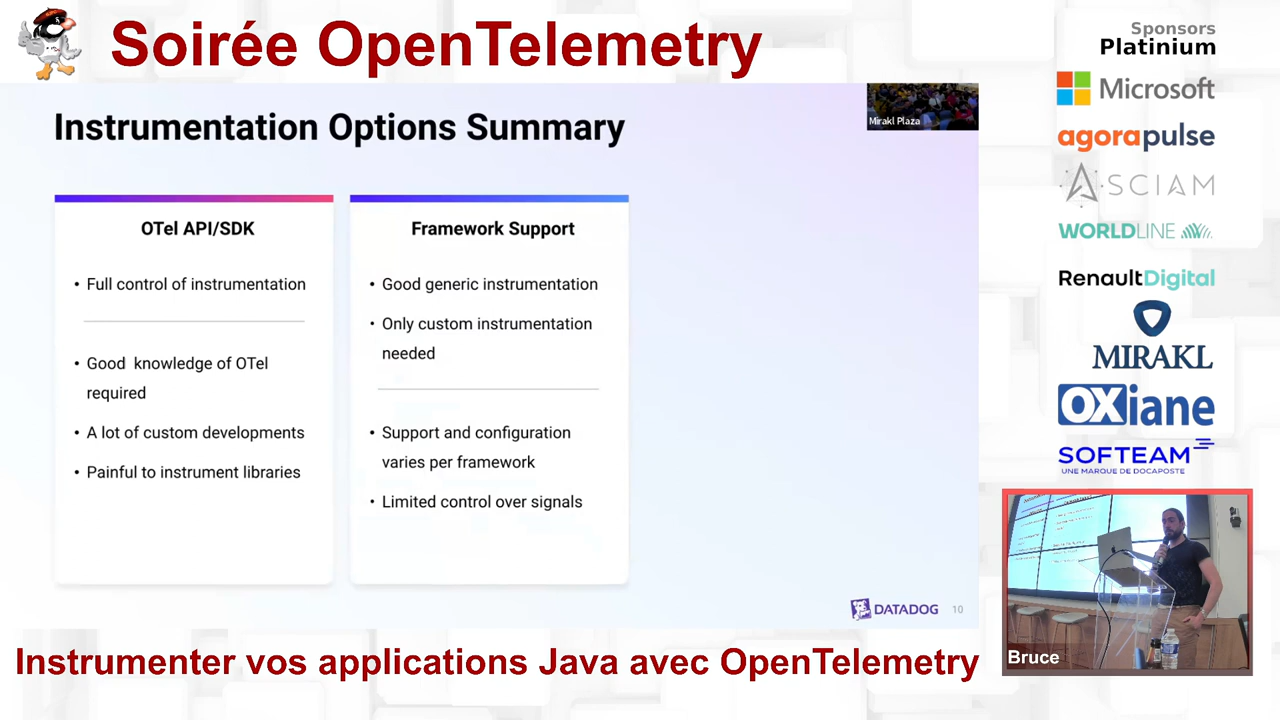 Soirée OpenTelemetry
Sponsors
Platinium
Microsoft
agorapulse
ASCIAM
WORLDLINE
RenaultDigital
MIRAKL
OXiane
SOFTEAM
UNE MARQUE DE DOCAPOSTE
Mirakl Plaza
Instrumentation Options Summary
OTel API/SDK
• Full control of instrumentation
• Good knowledge of OTel
required
• A lot of custom developments
• Painful to instrument libraries
Framework Support
• Good generic instrumentation
• Only custom instrumentation
needed
• Support and configuration
varies per framework
• Limited control over signals
DATADOG 10
Bruce
Instrumenter vos applications Java avec OpenTelemetry